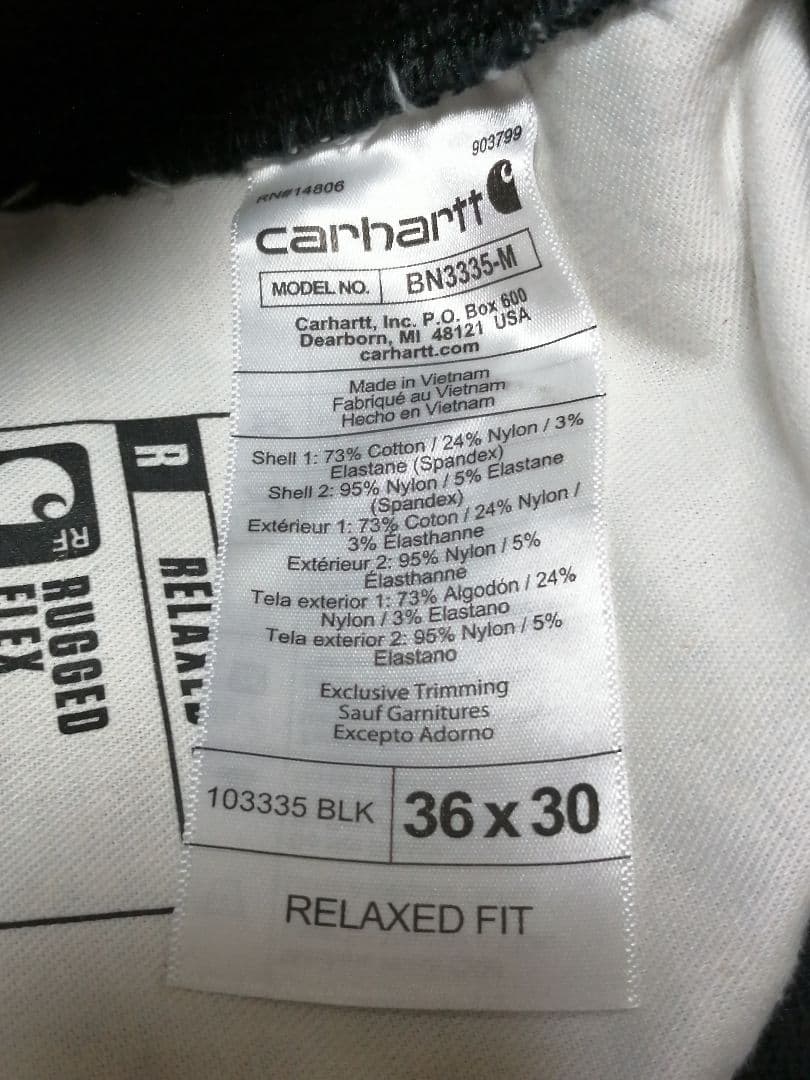 903799
RN#14806
carhartt
MODEL NO. BN3335-M
Carhartt, Inc. P.O. Box 600
Dearborn, MI 48121 USA
carhartt.com
Made in Vietnam
Fabriqué au Vietnam
Hecho en Vietnam
Shell 1: 73% Cotton / 24% Nylon / 3%
Elastane (Spandex)
Shell 2: 95% Nylon / 5% Elastane
(Spandex)
Extérieur 1: 73% Coton / 24% Nylon /
3% Élasthanne
Extérieur 2: 95% Nylon / 5%
Élasthanne
Tela exterior 1: 73% Algodón / 24%
Nylon / 3% Elastano
Tela exterior 2: 95% Nylon / 5%
Elastano
Exclusive Trimming
Sauf Garnitures
Excepto Adorno
103335 BLK 36 x 30
RELAXED FIT
R
RELAXED
RF
RUGGED
FLEX